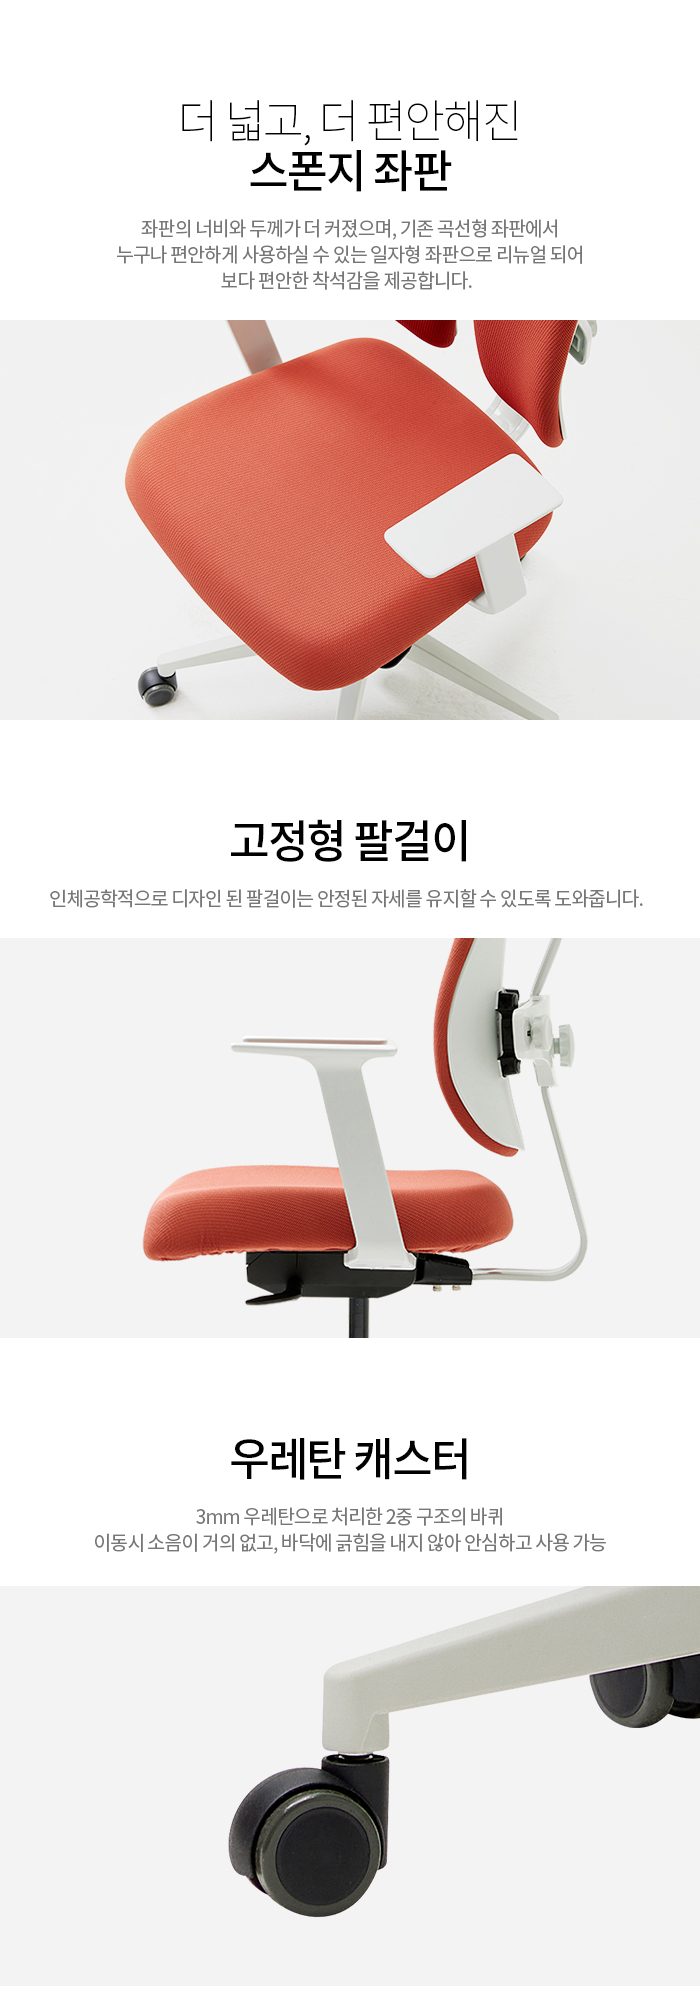 더 넓고, 더 편안해진
스폰지 좌판
좌판의 너비와 두께가 더 커졌으며, 기존 곡선형 좌판에서
누구나 편안하게 사용하실 수 있는 일자형 좌판으로 리뉴얼 되어
보다 편안한 착석감을 제공합니다.
고정형 팔걸이
인체공학적으로 디자인 된 팔걸이는 안정된 자세를 유지할 수 있도록 도와줍니다.
우레탄 캐스터
3mm 우레탄으로 처리한 2중 구조의 바퀴
이동시 소음이 거의 없고, 바닥에 긁힘을 내지 않아 안심하고 사용 가능